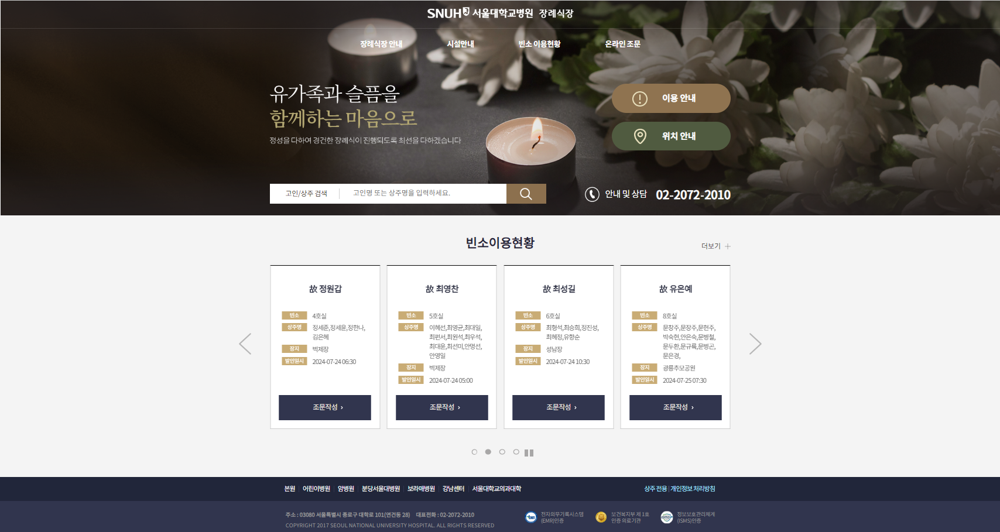 SNUH 서울대학교병원 장례식장
장례식장 안내 시설안내 빈소 이용현황 온라인 조문
유가족과 슬픔을
함께하는 마음으로
정성을 다하여 경건한 장례식이 진행되도록 최선을 다하겠습니다
이용 안내
위치 안내
고인/상주 검색 고인명 또는 상주명을 입력하세요.
안내 및 상담 02-2072-2010
빈소이용현황
더보기 +
故 정원갑
빈소 4호실
상주명 정세준,정세윤,정한나,
김은혜
장지 벽제장
발인일시 2024-07-24 06:30
조문작성 ›
故 최영찬
빈소 5호실
상주명 이혜선,최영균,최대일,
최편서,최원석,최우석,
최대윤,최선미,안명선,
안영일
장지 벽제장
발인일시 2024-07-24 05:00
조문작성 ›
故 최성길
빈소 6호실
상주명 최형석,최승희,정진성,
최혜정,유향순
장지 성남장
발인일시 2024-07-24 10:30
조문작성 ›
故 유은예
빈소 8호실
상주명 문창주,문장주,문현주,
박숙현,안은숙,문병철,
문두환,문규륙,문병곤,
문은경,
장지 광릉추모공원
발인일시 2024-07-25 07:30
조문작성 ›
본원 어린이병원 암병원 분당서울대병원 보라매병원 강남센터 서울대학교의과대학
상주 전용 | 개인정보 처리방침
주소 : 03080 서울특별시 종로구 대학로 101(연건동 28) 대표전화 : 02-2072-2010
COPYRIGHT 2017 SEOUL NATIONAL UNIVERSITY HOSPITAL. ALL RIGHTS RESERVED
전자의무기록시스템
(EMR)인증
보건복지부 제 1호
인증 의료기관
정보보호관리체계
(ISMS)인증